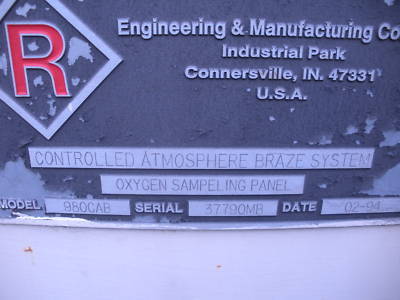 R
Engineering & Manufacturing Co
Industrial Park
Connersville, IN. 47331
U.S.A.
CONTROLLED ATMOSPHERE BRAZE SYSTEM
OXYGEN SAMPELING PANEL
MODEL 980CAB SERIAL 37790MB DATE 02-94